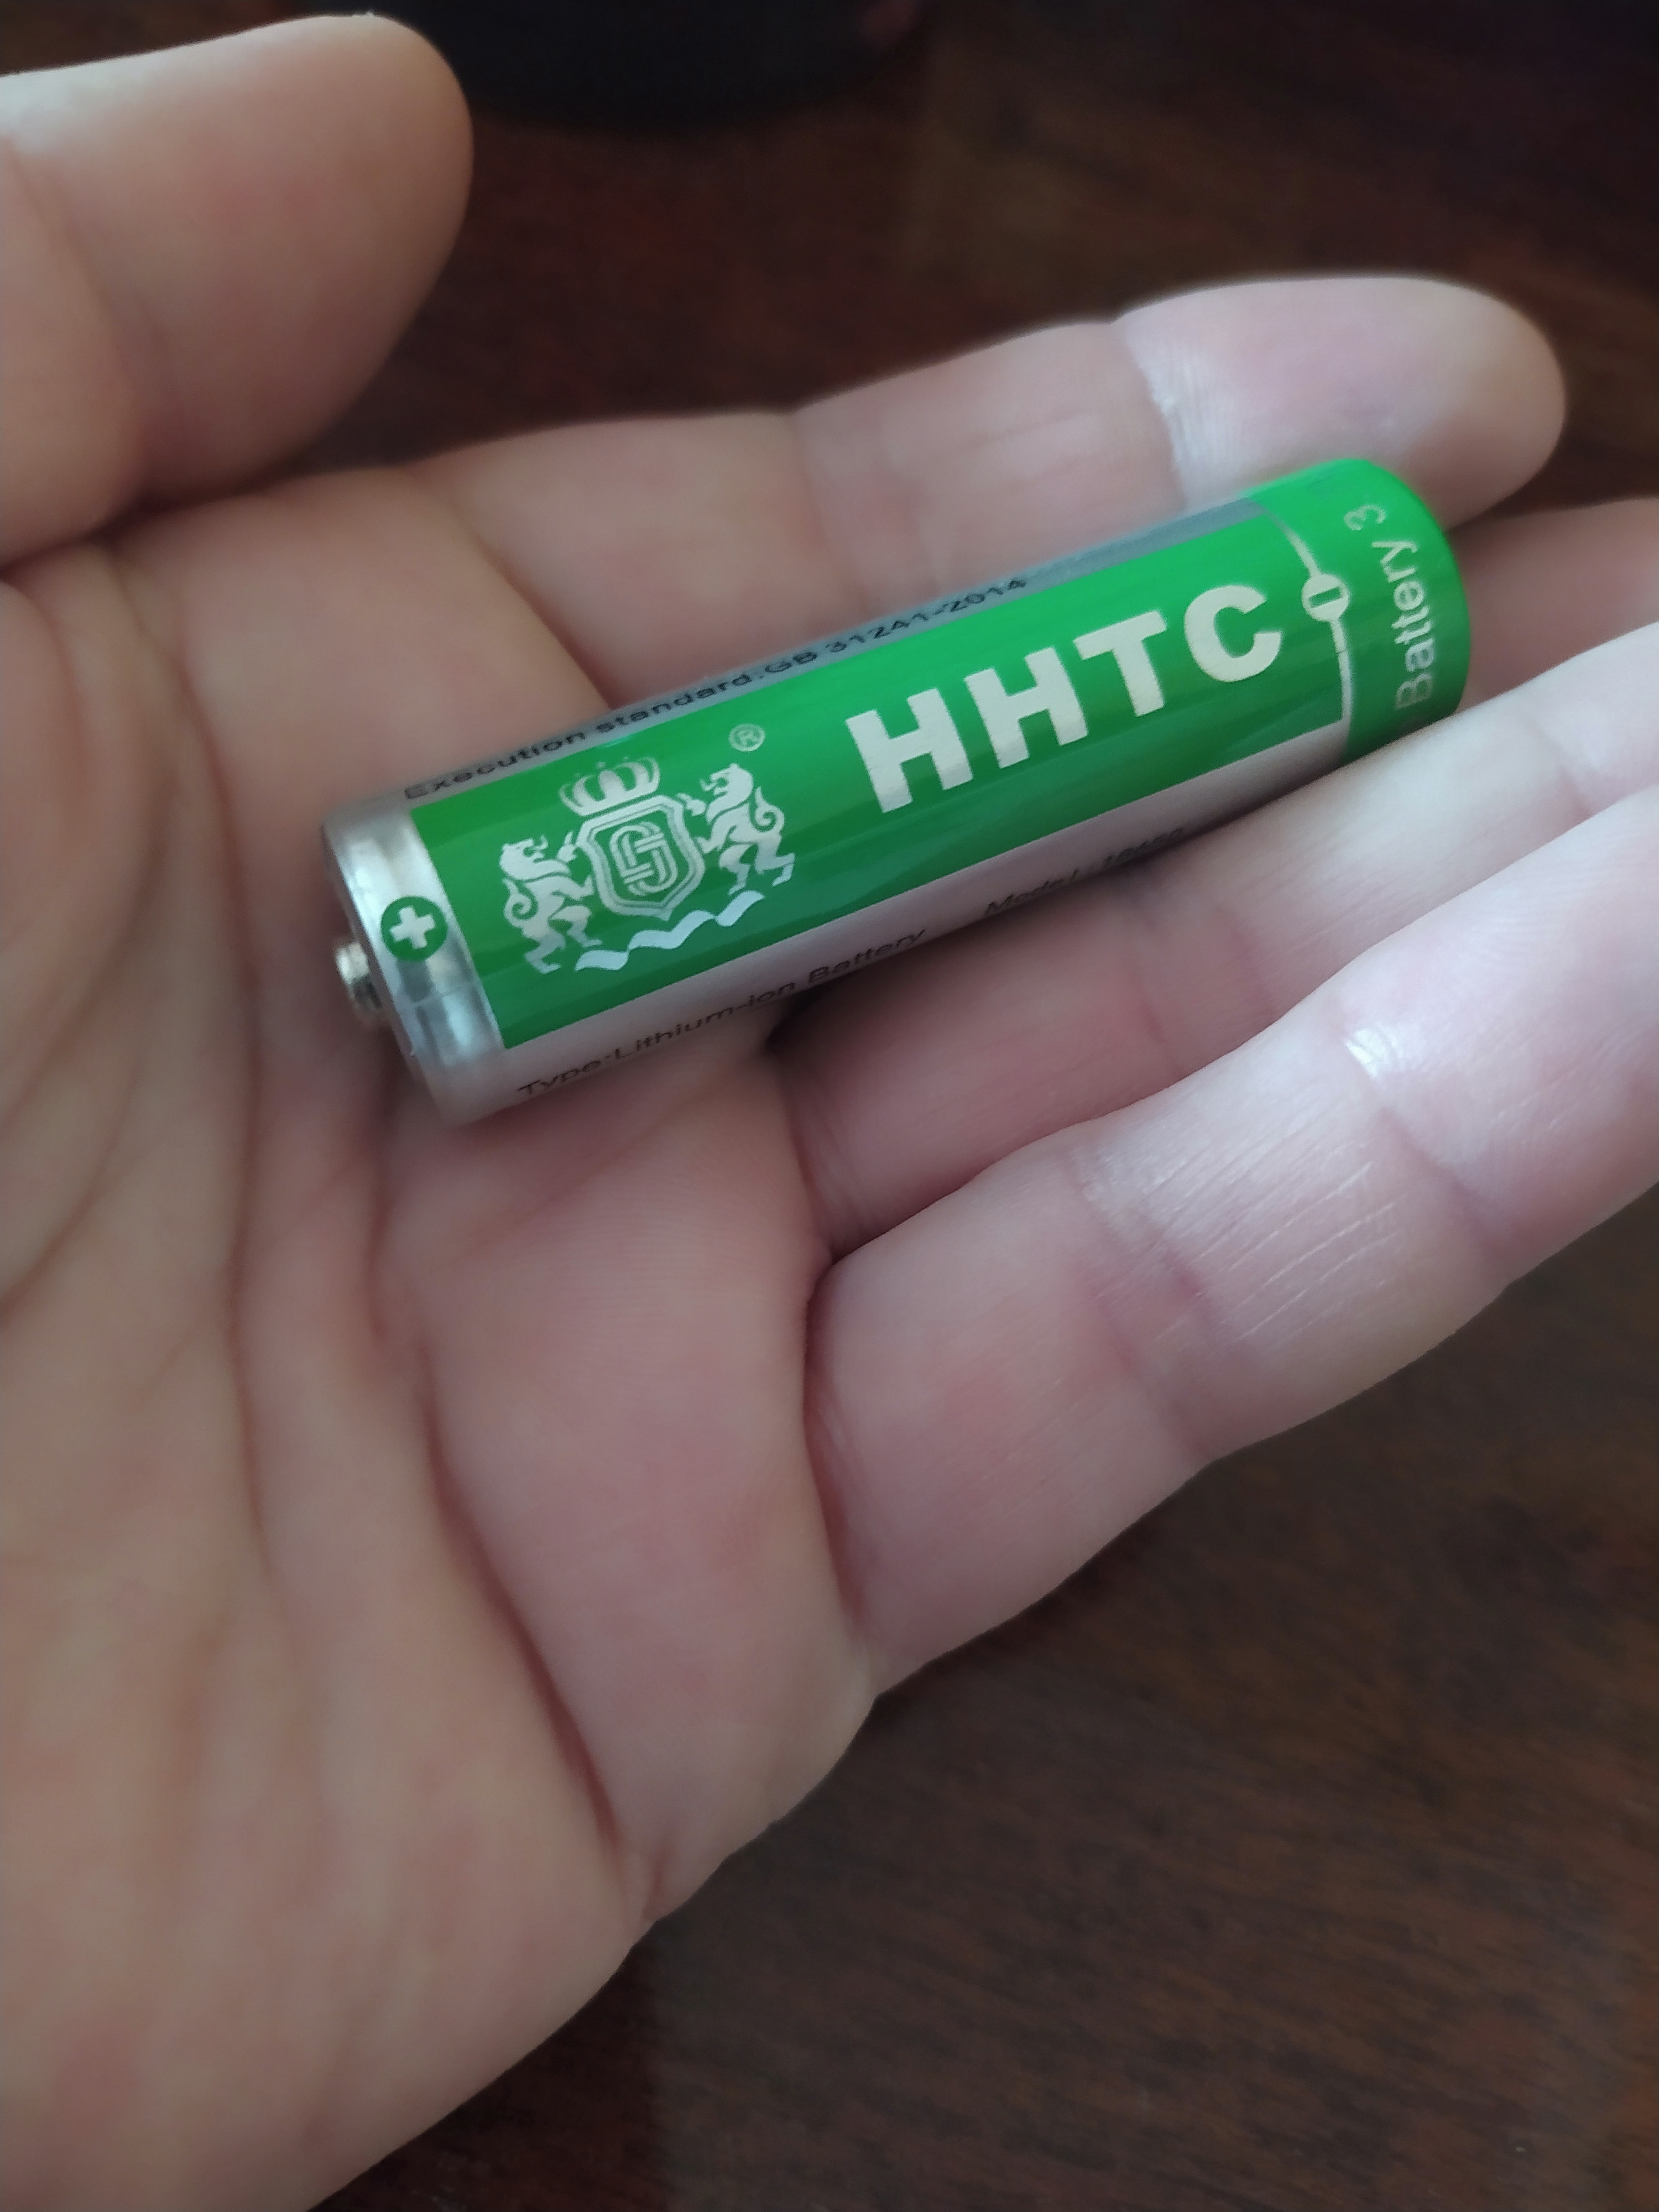 Execution standard:GB 31241-2014
®
HHTC
Battery 3
+
Type:Lithium-ion Battery Model: